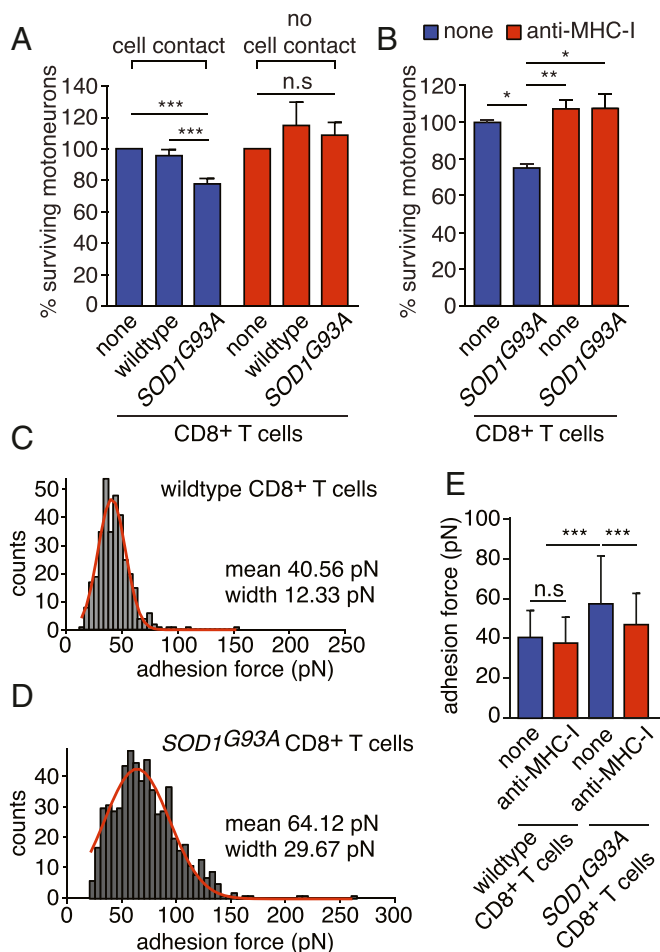 A
cell contact
no
cell contact
% surviving motoneurons
120
100
80
60
40
20
0
***
***
n.s
none
wildtype
SOD1G93A
none
wildtype
SOD1G93A
CD8+ T cells
B
none
anti-MHC-I
% surviving motoneurons
120
100
80
60
40
20
0
*
**
*
none
SOD1G93A
none
SOD1G93A
CD8+ T cells
C
wildtype CD8+ T cells
mean 40.56 pN
width 12.33 pN
counts
50
40
30
20
10
0
0 50 100 150 200 250
adhesion force (pN)
D
SOD1G93A CD8+ T cells
mean 64.12 pN
width 29.67 pN
counts
40
30
20
10
0
0 50 100 150 200 250 300
adhesion force (pN)
E
adhesion force (pN)
100
80
60
40
20
0
n.s
***
***
none
anti-MHC-I
none
anti-MHC-I
wildtype
CD8+ T cells
SOD1G93A
CD8+ T cells